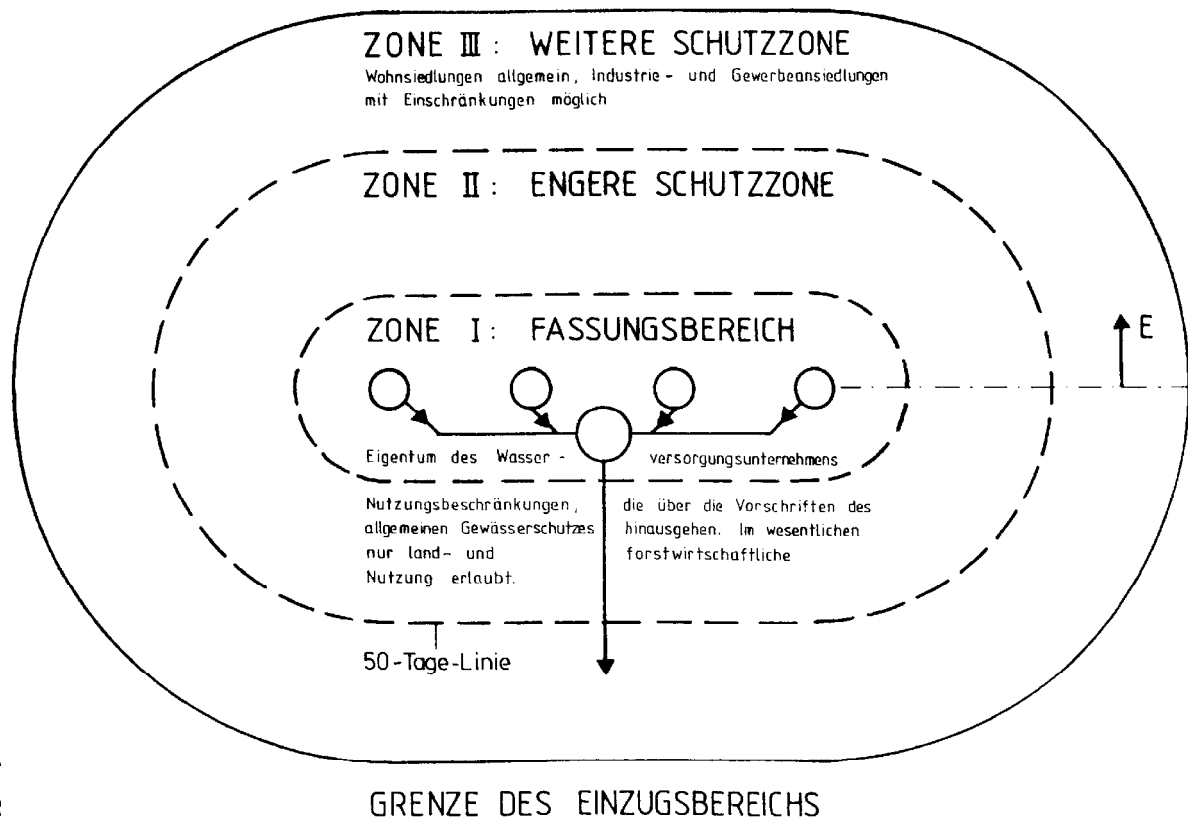 ZONE III: WEITERE SCHUTZZONE
Wohnsiedlungen allgemein, Industrie- und Gewerbeansiedlungen
mit Einschränkungen möglich
ZONE II: ENGERE SCHUTZZONE
ZONE I: FASSUNGSBEREICH
E
Eigentum des Wasser- versorgungsunternehmens
Nutzungsbeschränkungen, die über die Vorschriften des
allgemeinen Gewässerschutzes hinausgehen. Im wesentlichen
nur land- und forstwirtschaftliche
Nutzung erlaubt.
50-Tage-Linie
GRENZE DES EINZUGSBEREICHS